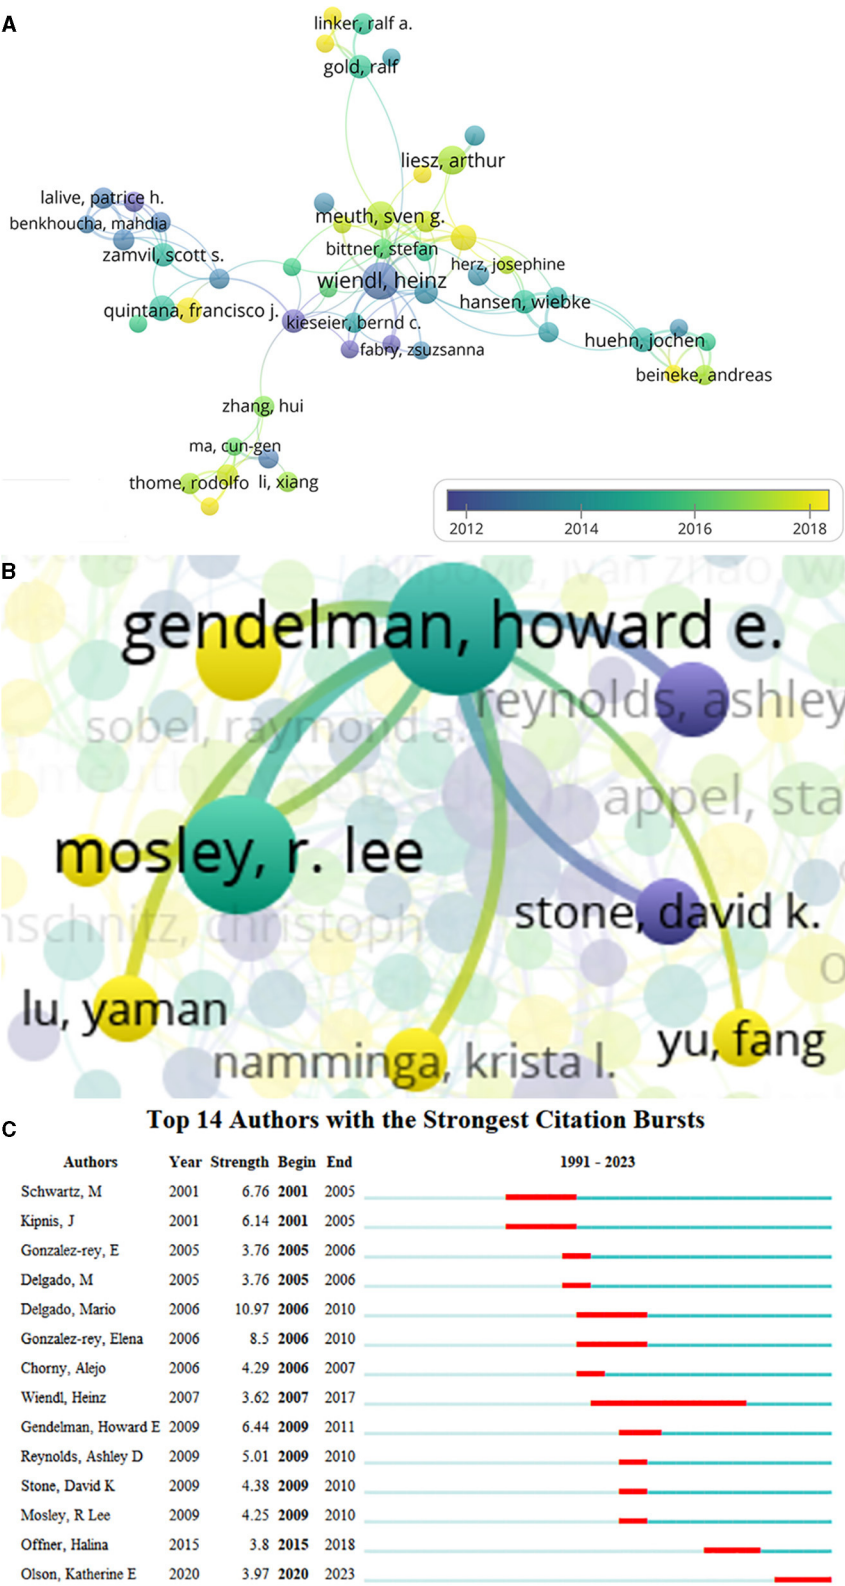 A
linker, ralf a.
gold, ralf
liesz, arthur
lalive, patrice h.
meuth, sven g.
benkhoucha, mahdia
bittner, stefan
zamvil, scott s.
herz, josephine
wiendl, heinz
hansen, wiebke
quintana, francisco j.
kieseier, bernd c.
huehn, jochen
fabry, zsuzsanna
beineke, andreas
zhang, hui
ma, cun-gen
thome, rodolfo
li, xiang
2012 2014 2016 2018
B
popovic, ivan zhao, w
gendelman, howard e.
reynolds, ashley
sobel, raymond a.
appel, sta
mosley, r. lee
stone, david k.
nschnitz, christoph
lu, yaman
yu, fang
namminga, krista l.
C
Top 14 Authors with the Strongest Citation Bursts
Authors Year Strength Begin End 1991 - 2023
Schwartz, M 2001 6.76 2001 2005
Kipnis, J 2001 6.14 2001 2005
Gonzalez-rey, E 2005 3.76 2005 2006
Delgado, M 2005 3.76 2005 2006
Delgado, Mario 2006 10.97 2006 2010
Gonzalez-rey, Elena 2006 8.5 2006 2010
Chorny, Alejo 2006 4.29 2006 2007
Wiendl, Heinz 2007 3.62 2007 2017
Gendelman, Howard E 2009 6.44 2009 2011
Reynolds, Ashley D 2009 5.01 2009 2010
Stone, David K 2009 4.38 2009 2010
Mosley, R Lee 2009 4.25 2009 2010
Offner, Halina 2015 3.8 2015 2018
Olson, Katherine E 2020 3.97 2020 2023